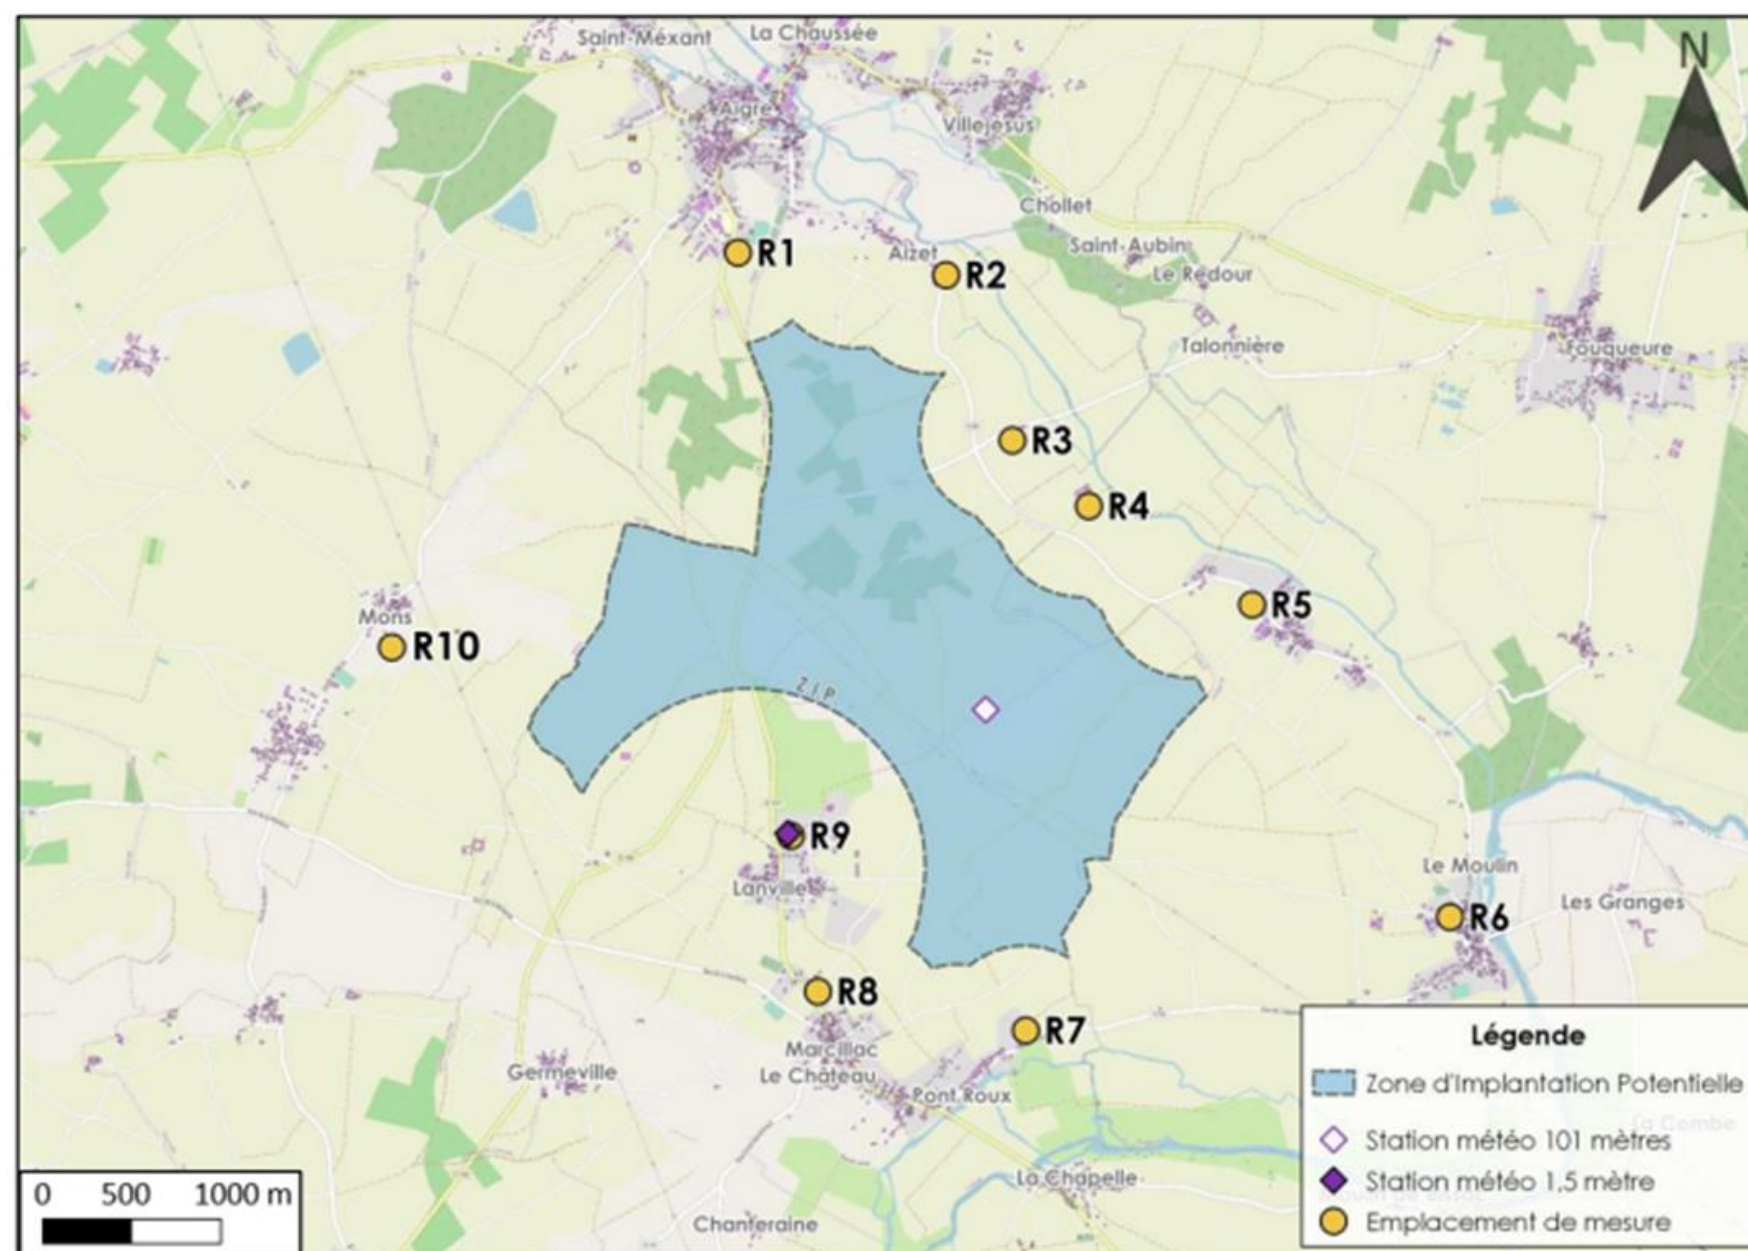 Saint-Méxant
La Chaussée
N
Aigre
Villejésus
Chollet
Saint-Aubin
Aizet
Le Redour
R1
R2
Talonnière
Fouqueure
R3
R4
Mons
R5
R10
Z I P
R9
Lanville
Le Moulin
Les Granges
R6
R8
R7
Marcillac
Le Château
Germeville
Pont Roux
La Chapelle
Chanteraine
0 500 1000 m
Légende
Zone d'Implantation Potentielle
La Combe
Station météo 101 mètres
Station météo 1,5 mètre
Emplacement de mesure